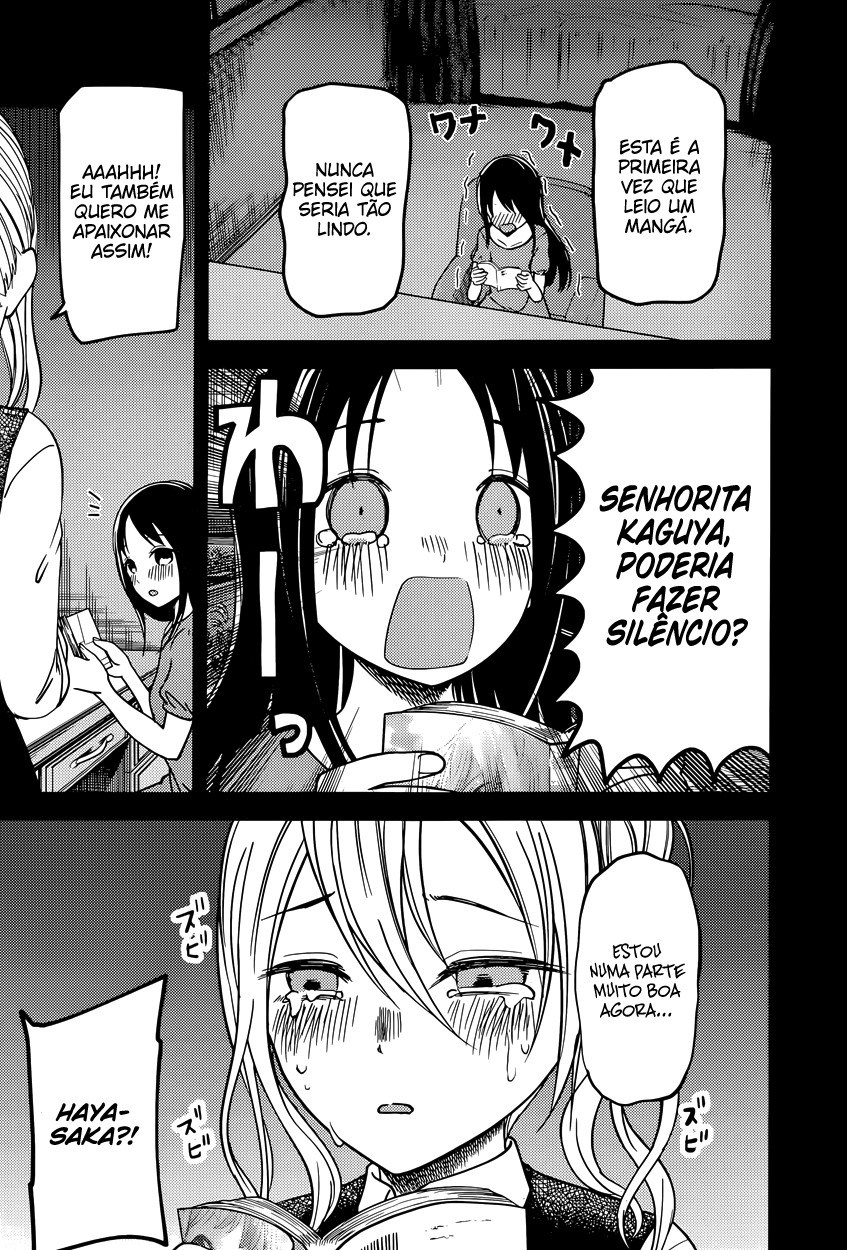 ESTA É A
PRIMEIRA
VEZ QUE
LEIO UM
MANGÁ.
ワナ
ワナ
NUNCA
PENSEI QUE
SERIA TÃO
LINDO.
AAAHHH!
EU TAMBÉM
QUERO ME
APAIXONAR
ASSIM!
SENHORITA
KAGUYA,
PODERIA
FAZER
SILÊNCIO?
わーっ
ESTOU
NUMA PARTE
MUITO BOA
AGORA...
ズビ
ズビ
ズビ
HAYA-
SAKA?!